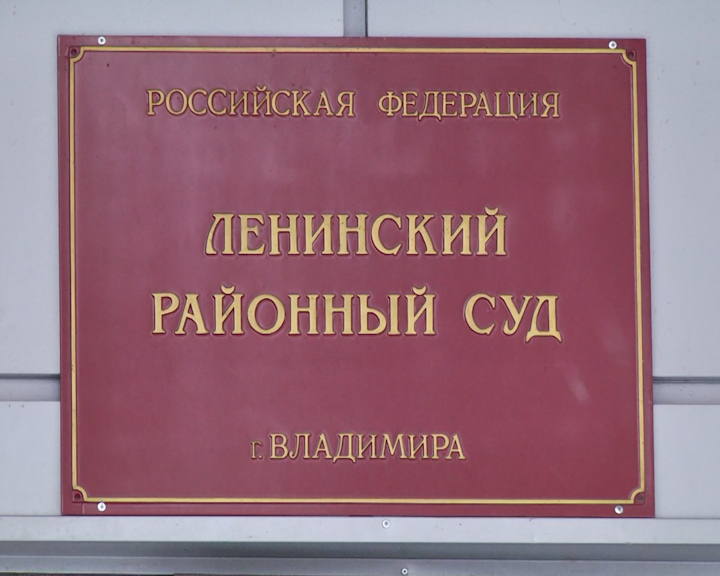 РОССИЙСКАЯ ФЕДЕРАЦИЯ
ЛЕНИНСКИЙ
РАЙОННЫЙ СУД
г. ВЛАДИМИРА